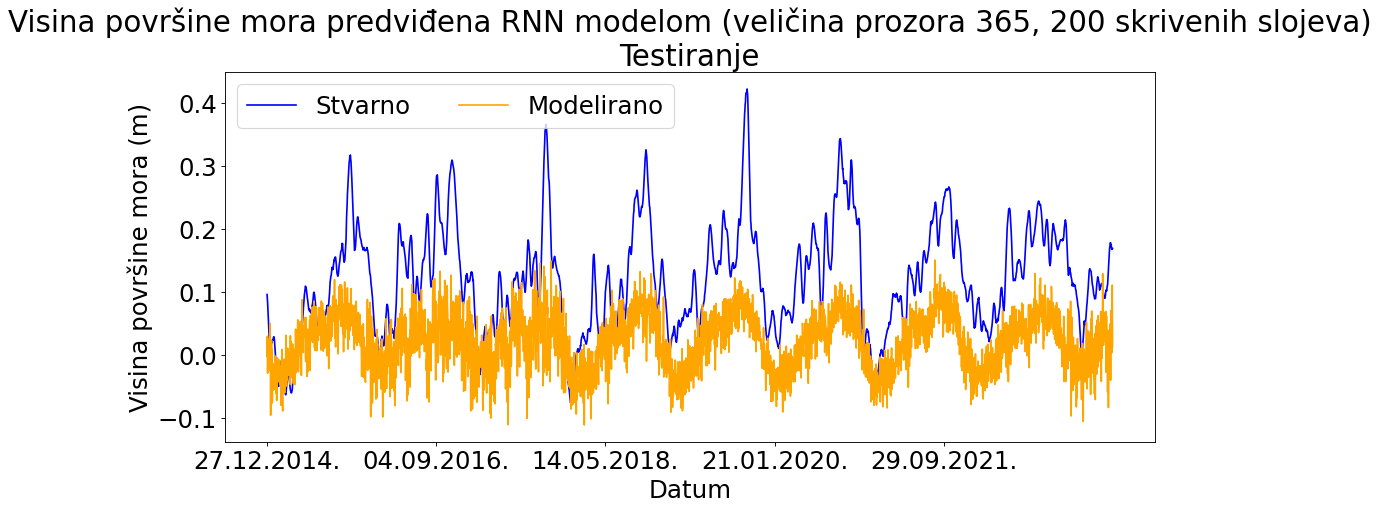 Visina površine mora predviđena RNN modelom (veličina prozora 365, 200 skrivenih slojeva)
Testiranje
Stvarno Modelirano
Visina površine mora (m)
0.4
0.3
0.2
0.1
0.0
−0.1
27.12.2014. 04.09.2016. 14.05.2018. 21.01.2020. 29.09.2021.
Datum